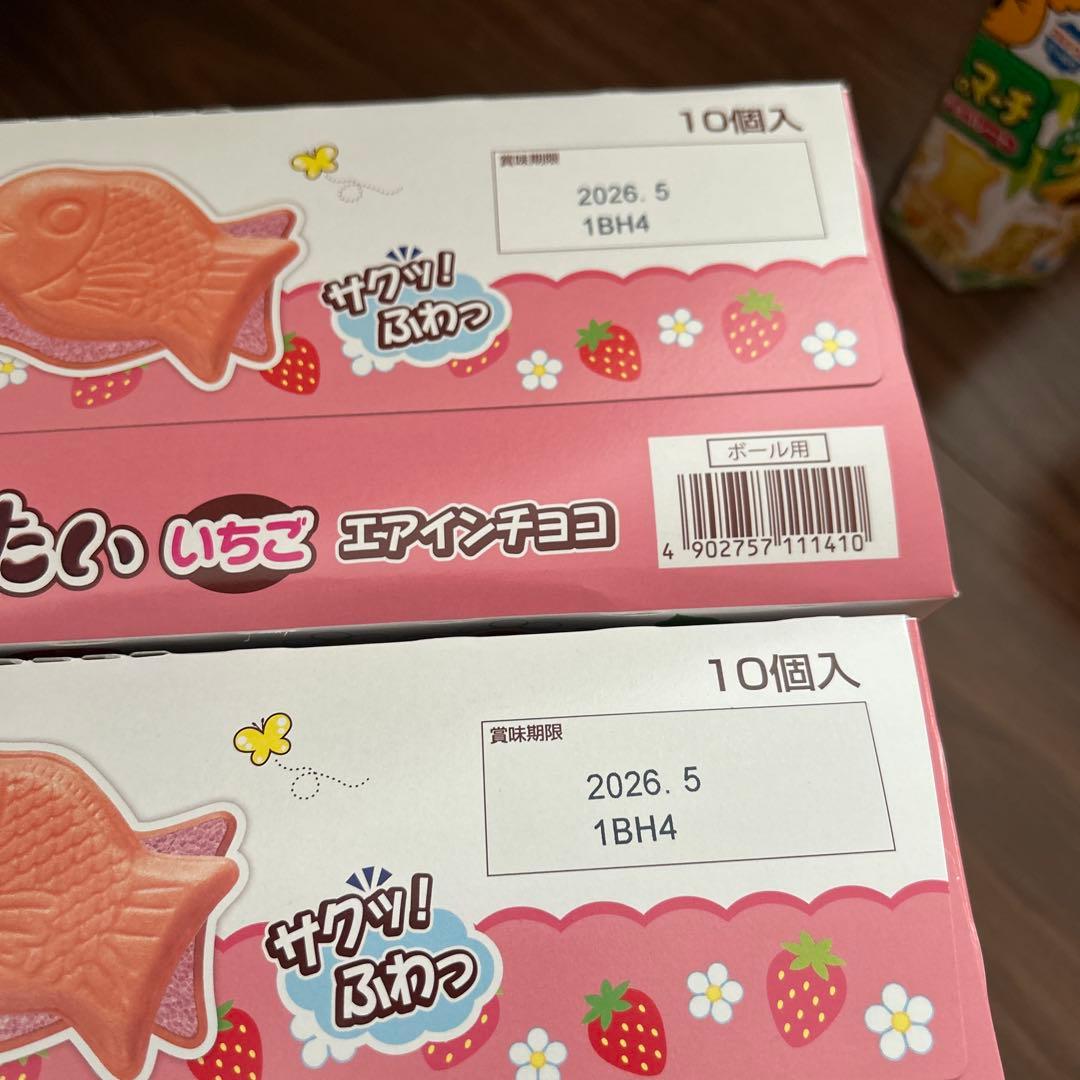 10個入
賞味期限
2026. 5
1BH4
サクッ!
ふわっ
ボール用
たい いちご エアインチョコ
4 902757 111410
10個入
賞味期限
2026. 5
1BH4
サクッ!
ふわっ
マーチ